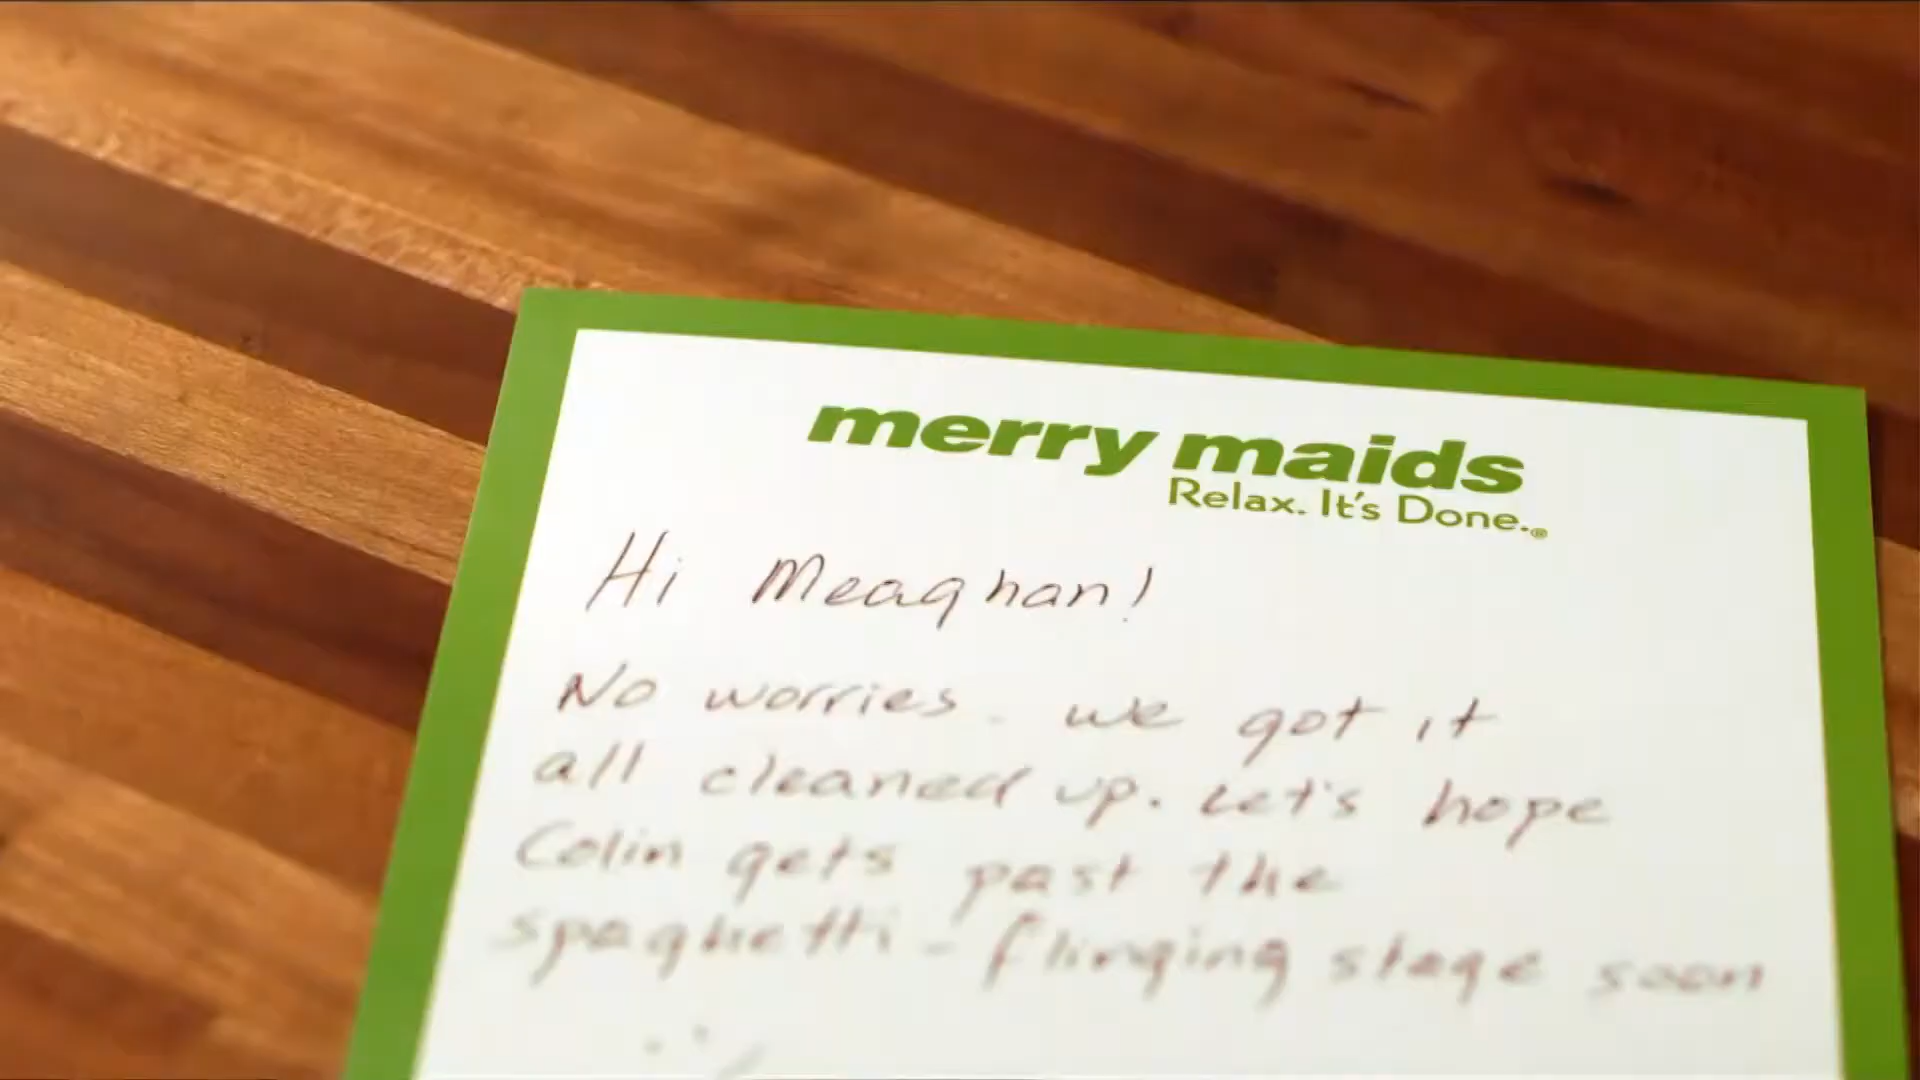 merry maids
Relax. It's Done.®
Hi Meaghan!
No worries. we got it
all cleaned up. Let's hope
Colin gets past the
spaghetti-flinging stage soon